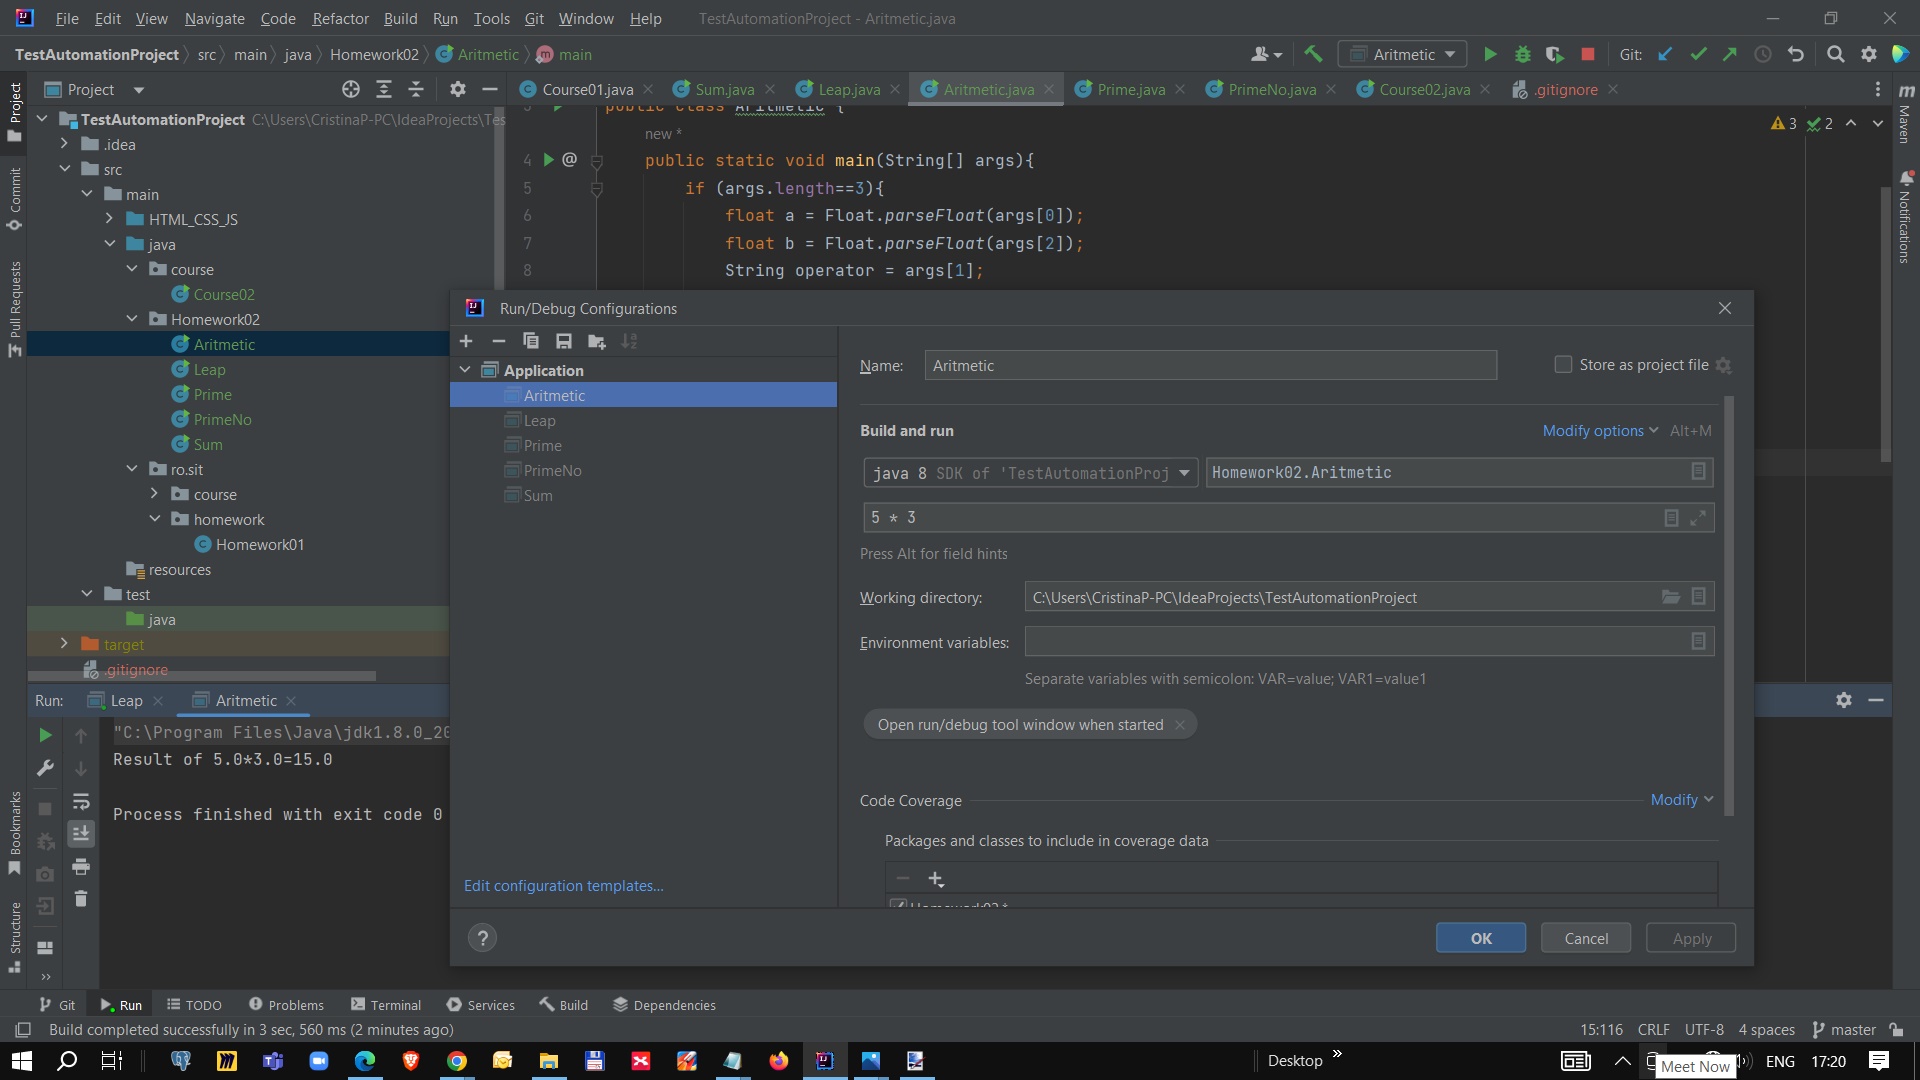 File Edit View Navigate Code Refactor Build Run Tools Git Window Help TestAutomationProject - Aritmetic.java
TestAutomationProject src main java Homework02 Aritmetic main
Aritmetic Git:
Project
Course01.java Sum.java Leap.java Aritmetic.java Prime.java PrimeNo.java Course02.java .gitignore
Project
Commit
Pull Requests
Bookmarks
Structure
TestAutomationProject C:\Users\CristinaP-PC\IdeaProjects\Tes
.idea
src
main
HTML_CSS_JS
java
course
Course02
Homework02
Aritmetic
Leap
Prime
PrimeNo
Sum
ro.sit
course
homework
Homework01
resources
test
java
target
.gitignore
3 public class Aritmetic {
new *
4 @ public static void main(String[] args){
5 if (args.length==3){
6 float a = Float.parseFloat(args[0]);
7 float b = Float.parseFloat(args[2]);
8 String operator = args[1];
3 2
m
Maven
Notifications
Run/Debug Configurations
Application
Aritmetic
Leap
Prime
PrimeNo
Sum
Edit configuration templates...
Name: Aritmetic Store as project file
Build and run Modify options Alt+M
java 8 SDK of 'TestAutomationProj Homework02.Aritmetic
5 * 3
Press Alt for field hints
Working directory: C:\Users\CristinaP-PC\IdeaProjects\TestAutomationProject
Environment variables:
Separate variables with semicolon: VAR=value; VAR1=value1
Open run/debug tool window when started
Code Coverage Modify
Packages and classes to include in coverage data
Homework02.*
? OK Cancel Apply
Run: Leap Aritmetic
"C:\Program Files\Java\jdk1.8.0_20
Result of 5.0*3.0=15.0
Process finished with exit code 0
Git Run TODO Problems Terminal Services Build Dependencies
Build completed successfully in 3 sec, 560 ms (2 minutes ago) 15:116 CRLF UTF-8 4 spaces master
Desktop » ENG 17:20
Meet Now